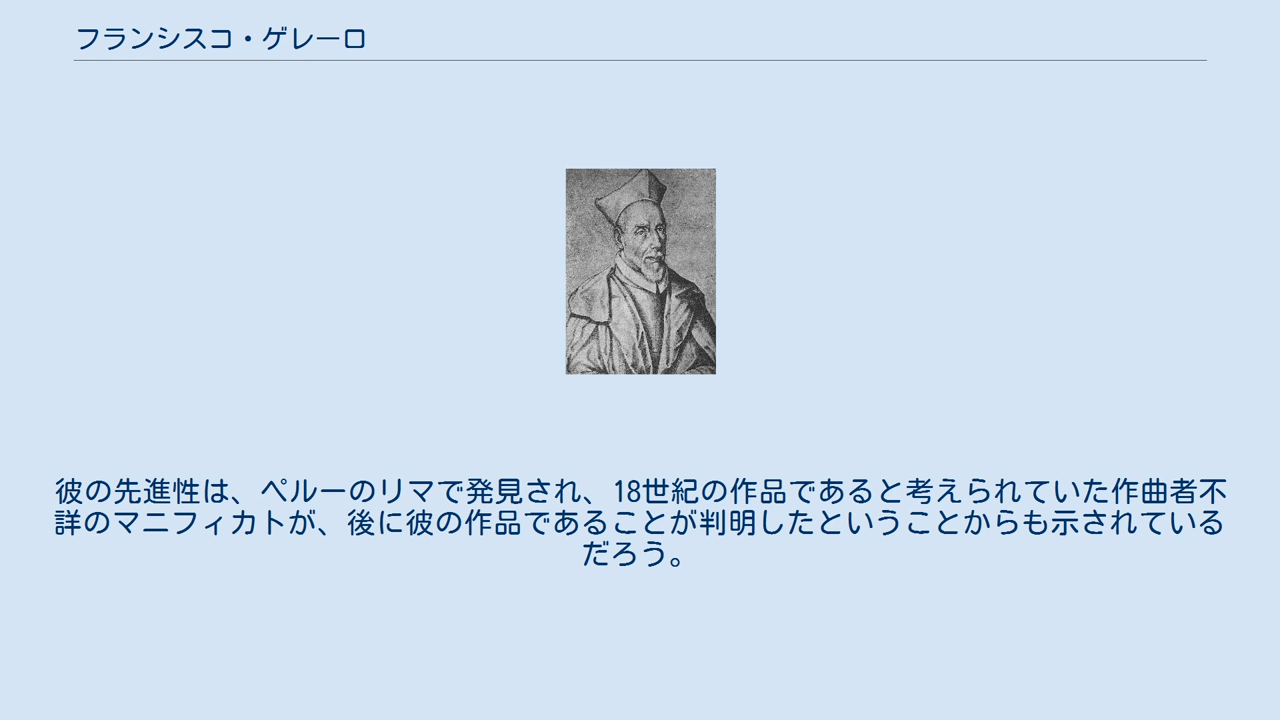 フランシスコ・ゲレーロ
彼の先進性は、ペルーのリマで発見され、18世紀の作品であると考えられていた作曲者不
詳のマニフィカトが、後に彼の作品であることが判明したということからも示されている
だろう。